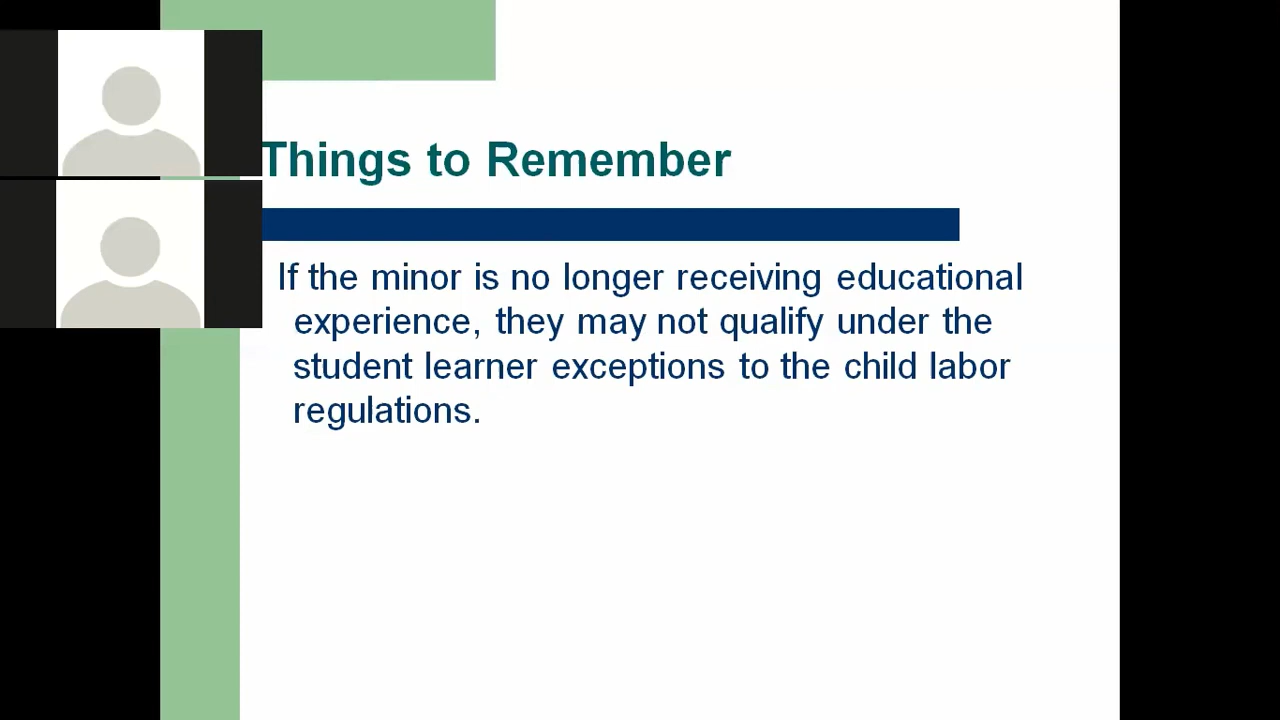 Things to Remember
If the minor is no longer receiving educational
experience, they may not qualify under the
student learner exceptions to the child labor
regulations.